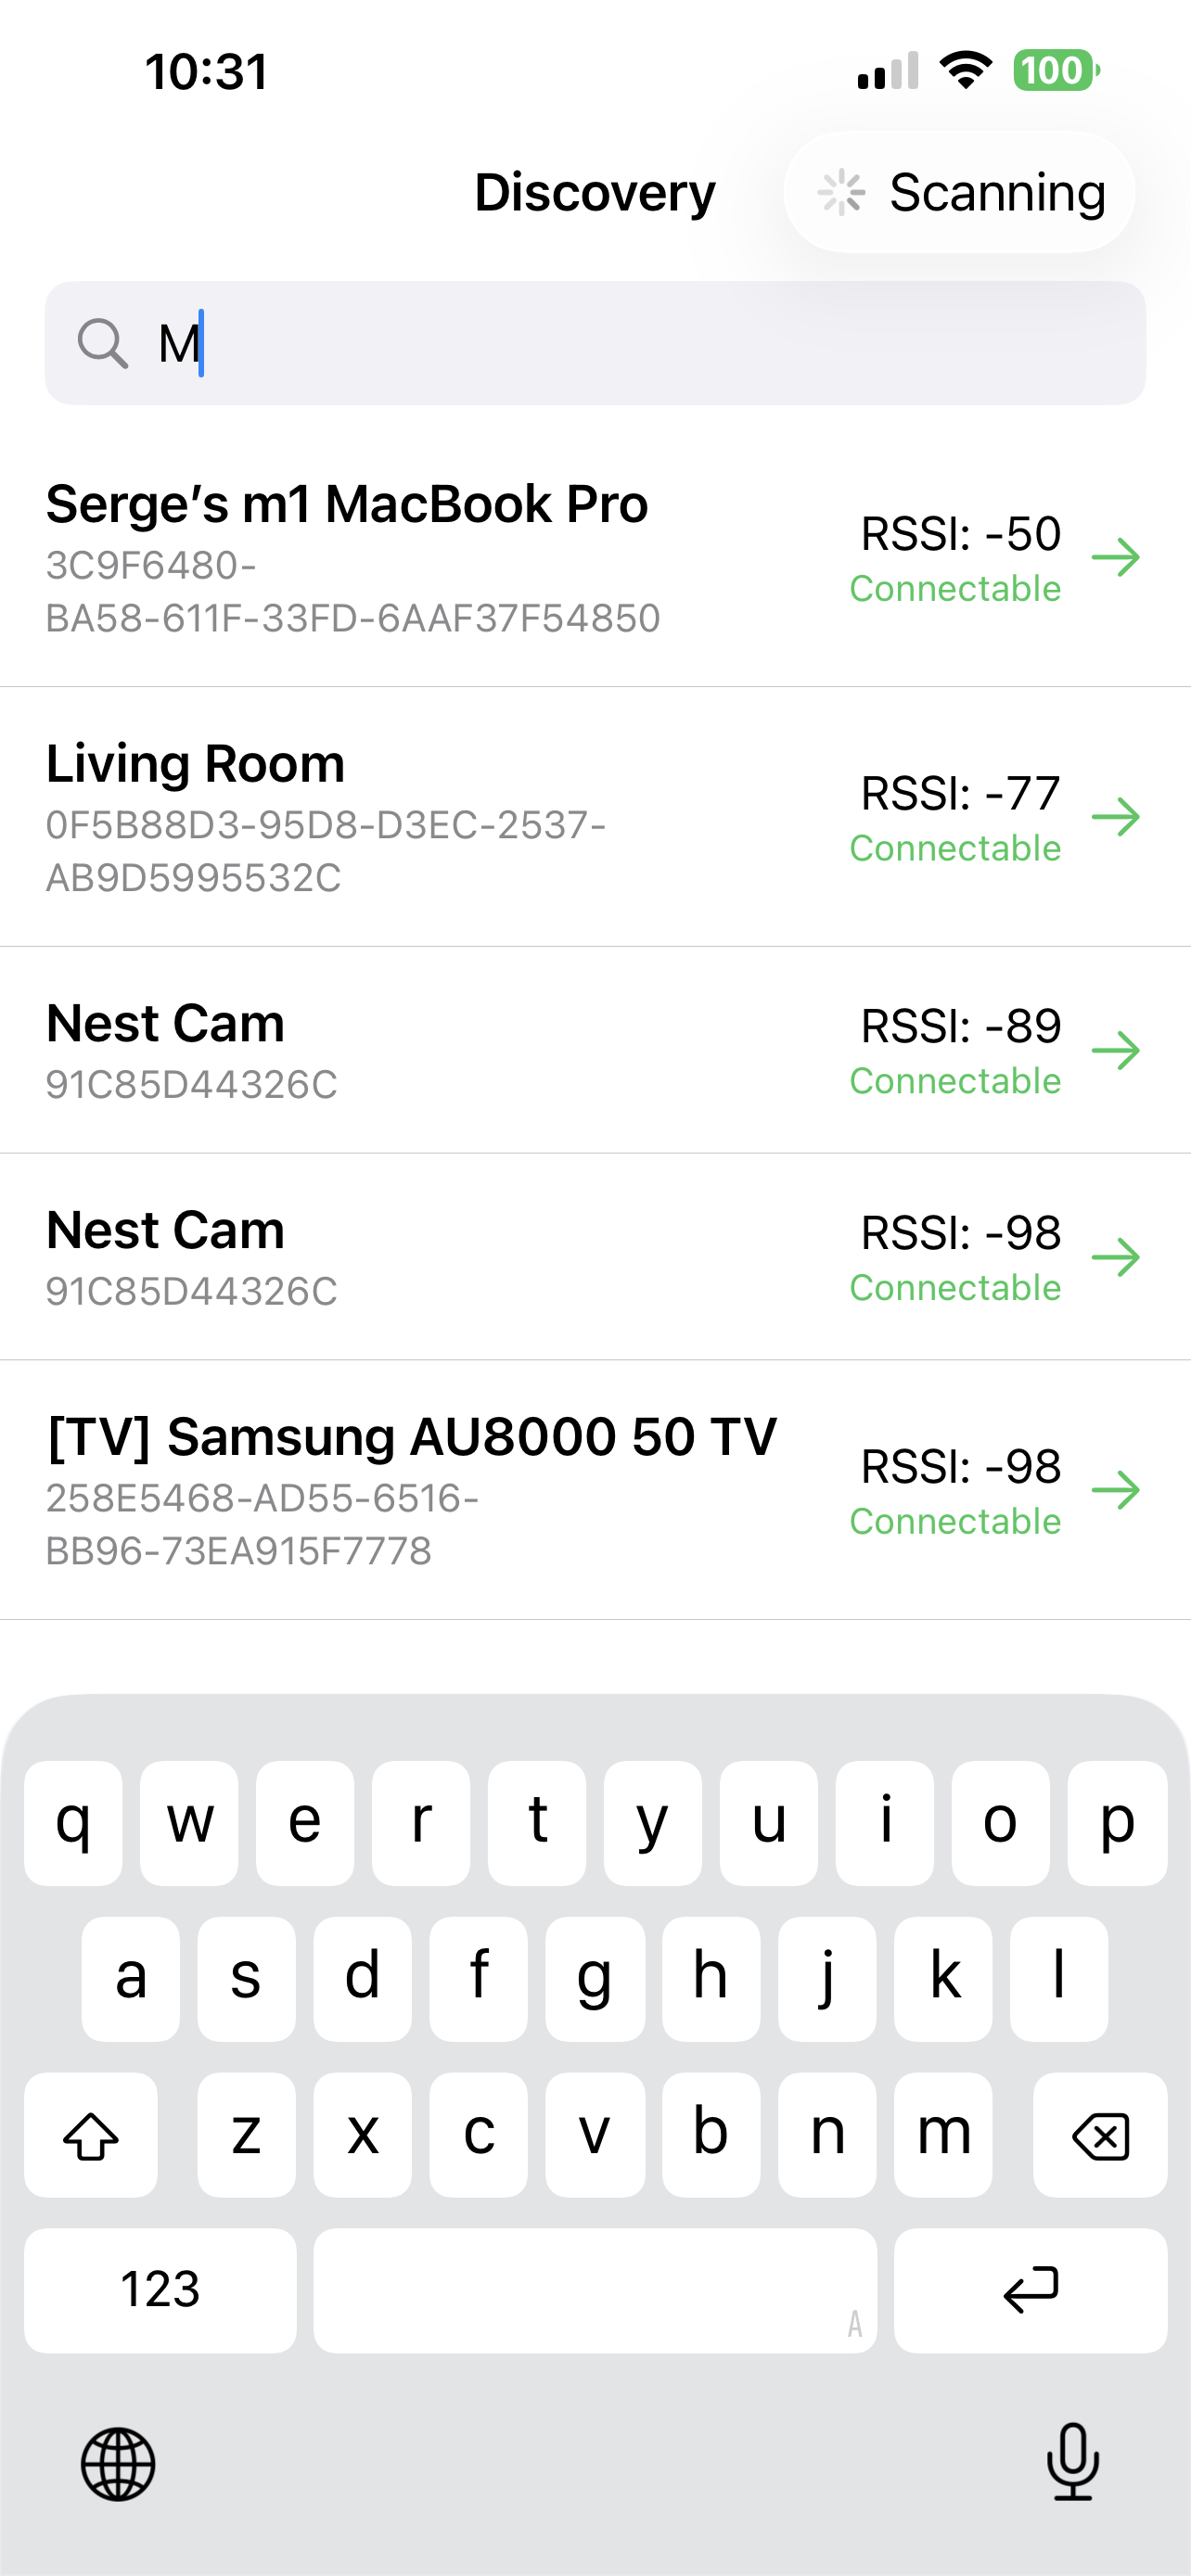 10:31
100
Discovery
Scanning
M
Serge’s m1 MacBook Pro
3C9F6480-
BA58-611F-33FD-6AAF37F54850
RSSI: -50
Connectable
Living Room
0F5B88D3-95D8-D3EC-2537-
AB9D5995532C
RSSI: -77
Connectable
Nest Cam
91C85D44326C
RSSI: -89
Connectable
Nest Cam
91C85D44326C
RSSI: -98
Connectable
[TV] Samsung AU8000 50 TV
258E5468-AD55-6516-
BB96-73EA915F7778
RSSI: -98
Connectable
q w e r t y u i o p
a s d f g h j k l
z x c v b n m
123
A